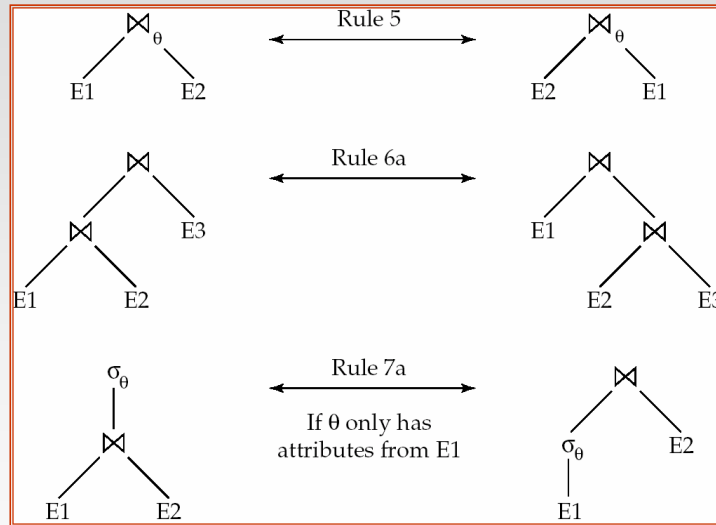 ⋈θ Rule 5 ⋈θ
E1 E2 E2 E1
⋈ Rule 6a ⋈
⋈ E3 E1 ⋈
E1 E2 E2 E3
σθ Rule 7a ⋈
If θ only has
attributes from E1
⋈ σθ E2
E1 E2 E1